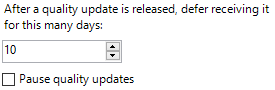 After a quality update is released, defer receiving it
for this many days:
10
Pause quality updates